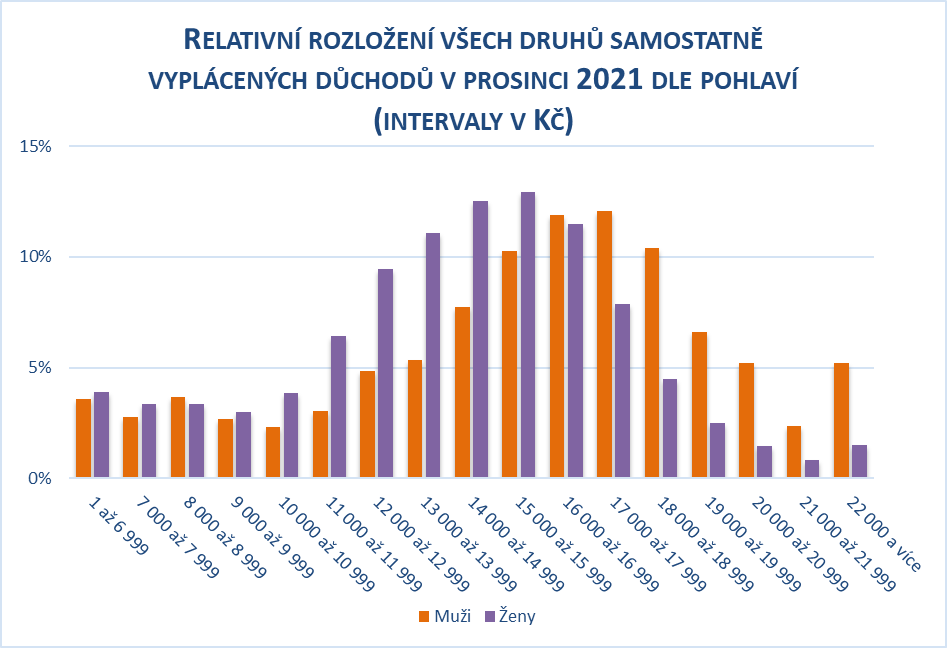 RELATIVNÍ ROZLOŽENÍ VŠECH DRUHŮ SAMOSTATNĚ
VYPLÁCENÝCH DŮCHODŮ V PROSINCI 2021 DLE POHLAVÍ
(INTERVALY V KČ)
15%
10%
5%
0%
1 až 6 999
7 000 až 7 999
8 000 až 8 999
9 000 až 9 999
10 000 až 10 999
11 000 až 11 999
12 000 až 12 999
13 000 až 13 999
14 000 až 14 999
15 000 až 15 999
16 000 až 16 999
17 000 až 17 999
18 000 až 18 999
19 000 až 19 999
20 000 až 20 999
21 000 až 21 999
22 000 a více
Muži
Ženy